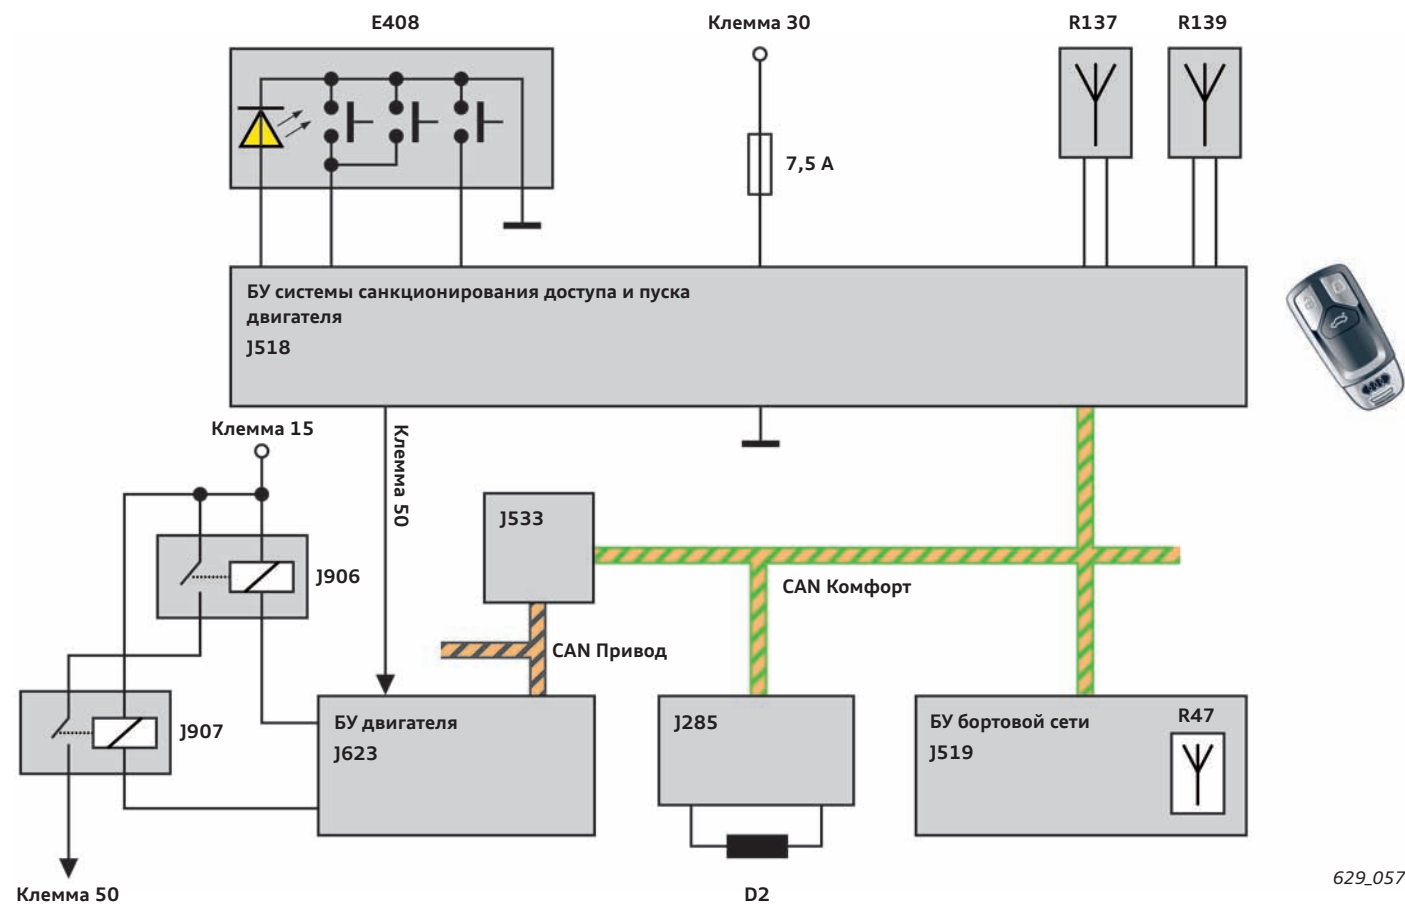 E408
Клемма 30
R137
R139
7,5 A
БУ системы санкционирования доступа и пуска
двигателя
J518
Клемма 15
Клемма 50
J533
J906
CAN Комфорт
CAN Привод
J907
БУ двигателя
J623
J285
БУ бортовой сети
J519
R47
Клемма 50
D2
629_057